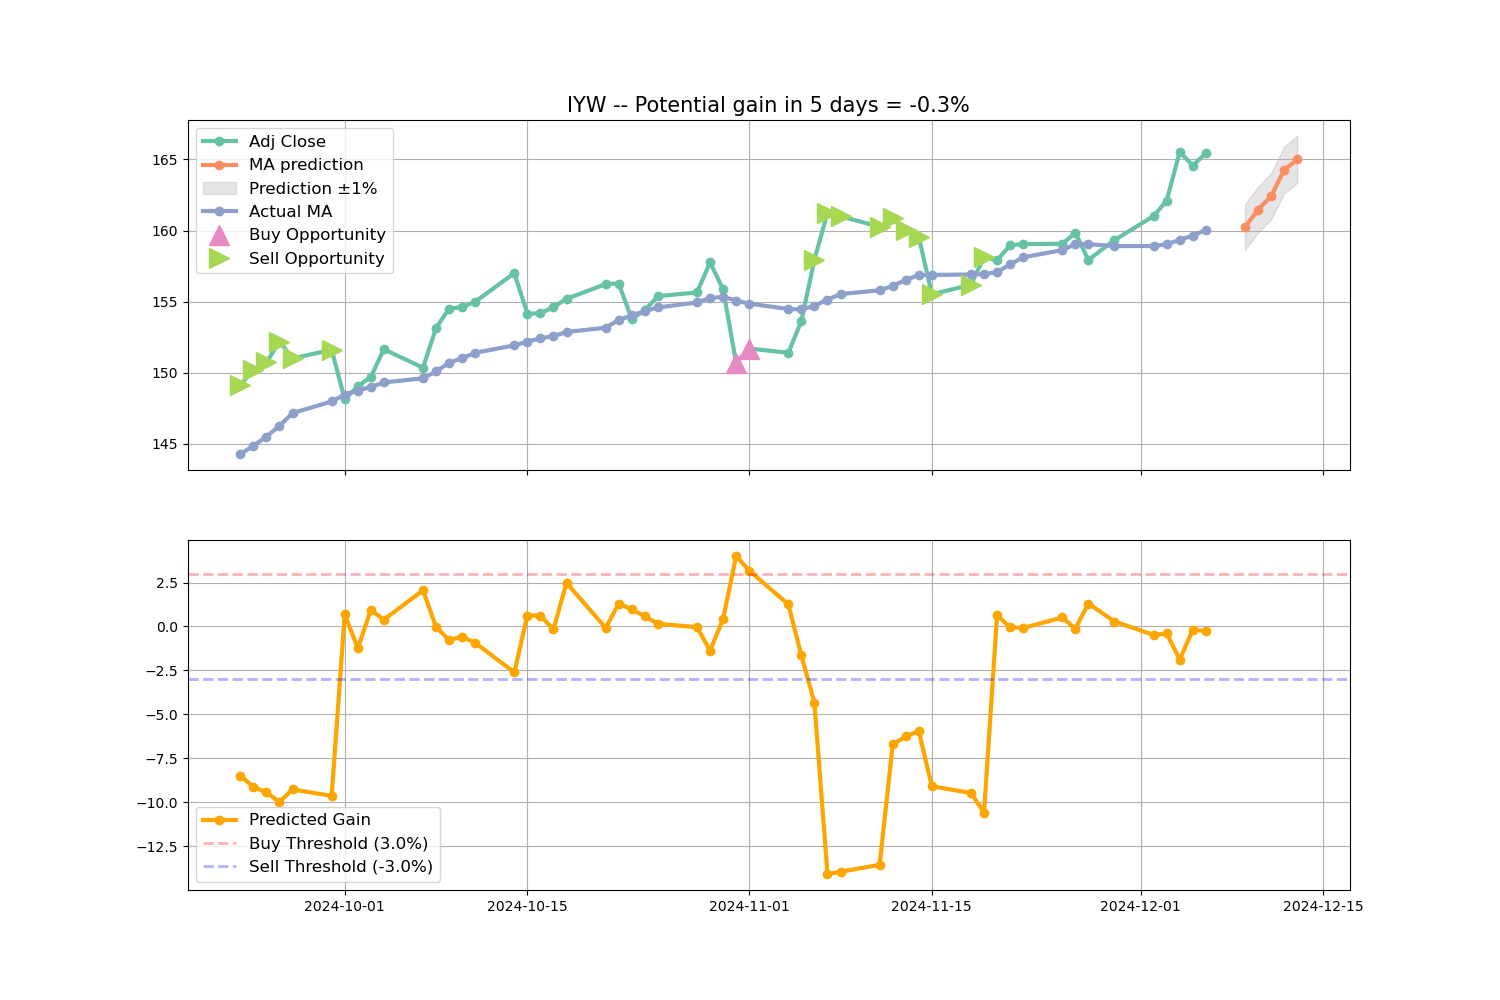 IYW -- Potential gain in 5 days = -0.3%
Adj Close
MA prediction
Prediction ±1%
Actual MA
Buy Opportunity
Sell Opportunity
165
160
155
150
145
2.5
0.0
−2.5
−5.0
−7.5
−10.0
−12.5
Predicted Gain
Buy Threshold (3.0%)
Sell Threshold (-3.0%)
2024-10-01 2024-10-15 2024-11-01 2024-11-15 2024-12-01 2024-12-15